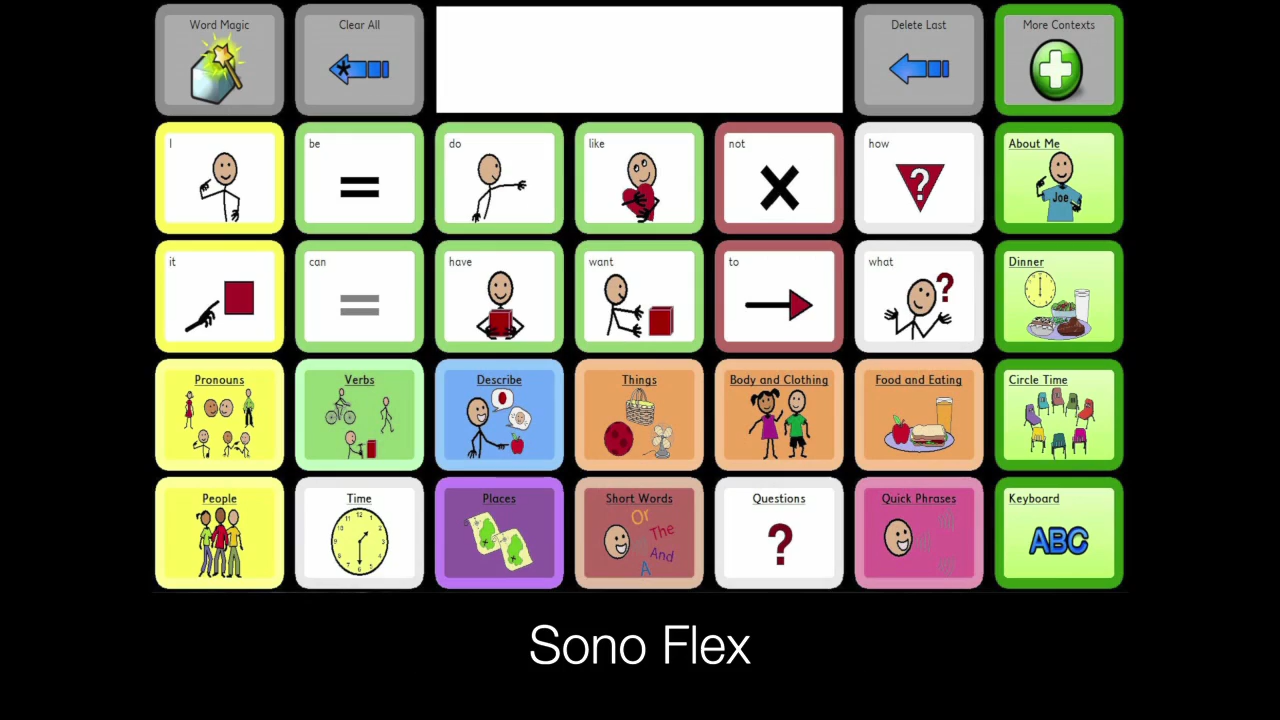 Word Magic
Clear All
Delete Last
More Contexts
I
be
do
like
not
how
About Me
Joe
it
can
have
want
to
what
Dinner
Pronouns
Verbs
Describe
Things
Body and Clothing
Food and Eating
Circle Time
People
Time
Places
Short Words
Or
The
And
A
Questions
Quick Phrases
Keyboard
ABC
Sono Flex